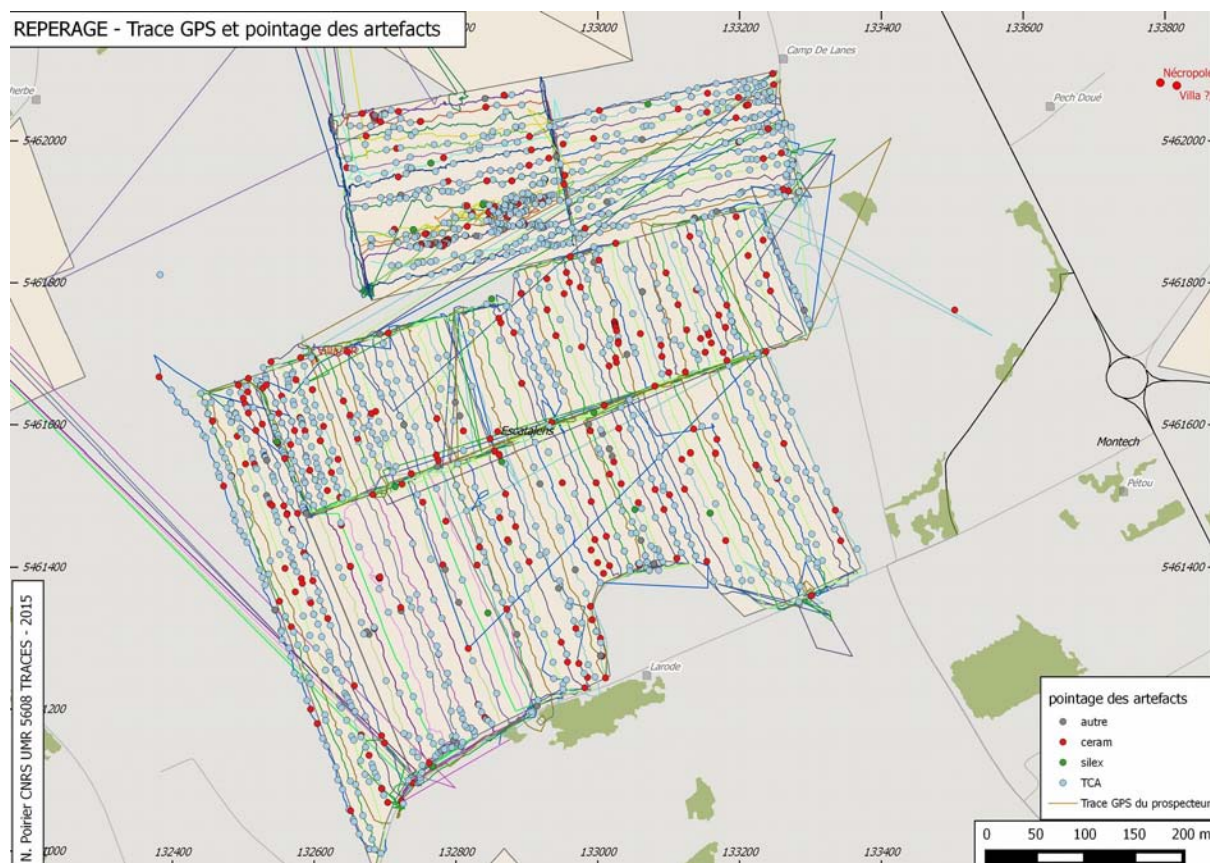 REPERAGE - Trace GPS et pointage des artefacts
133000
133200
133400
133600
133800
Camp De Lanes
Nécropole
Villa ?
herbe
Pech Doué
5462000
5462000
5461800
5461800
5461600
5461600
Escatalens
Montech
Pétou
5461400
5461400
Larode
N. Poirier CNRS UMR 5608 TRACES - 2015
pointage des artefacts
autre
ceram
silex
TCA
Trace GPS du prospecteur
0 50 100 150 200 m
132400
132600
132800
133000
133200
133400